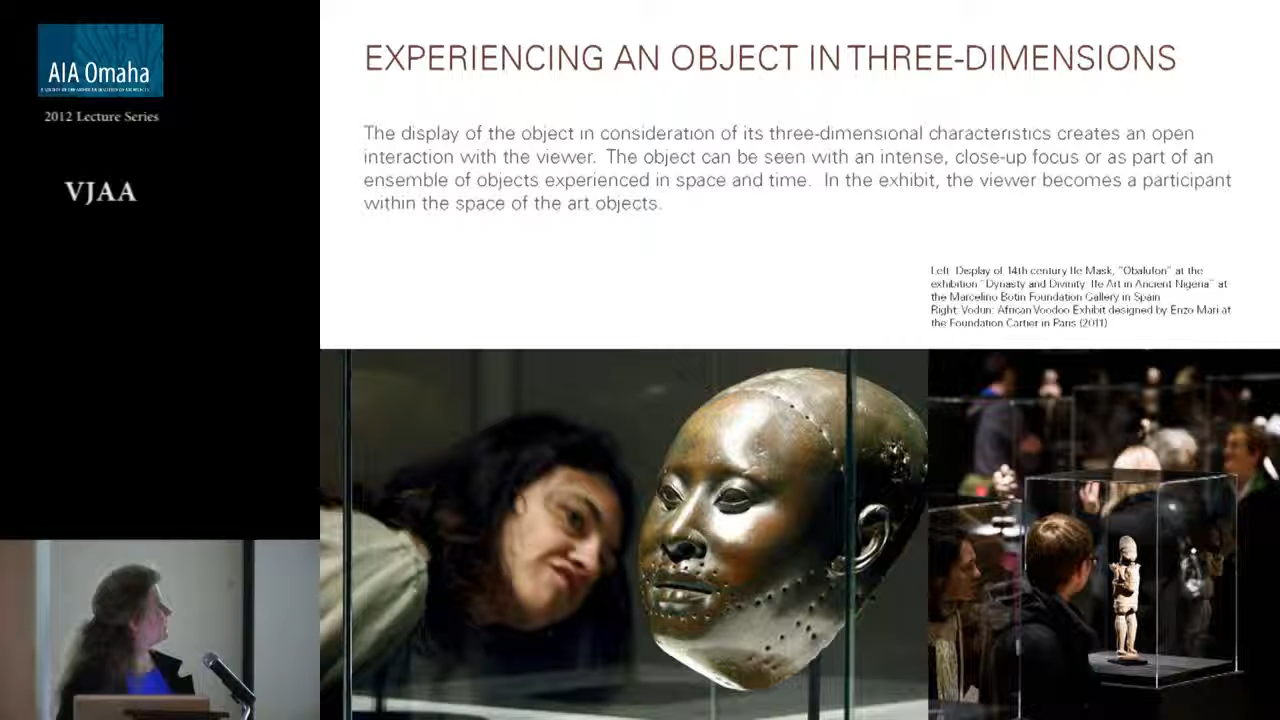 AIA Omaha
2012 Lecture Series
VJAA
EXPERIENCING AN OBJECT IN THREE-DIMENSIONS
The display of the object in consideration of its three-dimensional characteristics creates an open
interaction with the viewer. The object can be seen with an intense, close-up focus or as part of an
ensemble of objects experienced in space and time. In the exhibit, the viewer becomes a participant
within the space of the art objects.
Left: Display of 14th century Ife Mask, "Obalufon" at the
exhibition "Dynasty and Divinity: Ife Art in Ancient Nigeria" at
the Marcelino Botin Foundation Gallery in Spain
Right: Vodun: African Voodoo Exhibit designed by Enzo Mari at
the Foundation Cartier in Paris (2011)